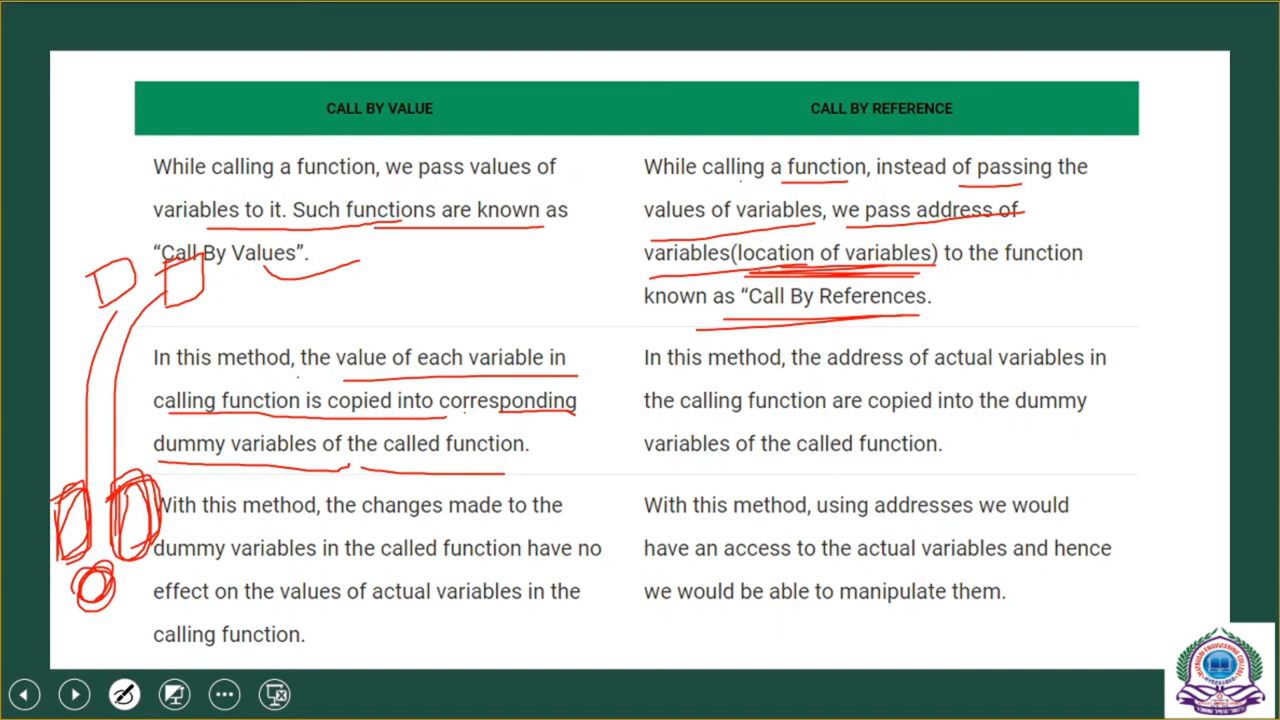 CALL BY VALUE
CALL BY REFERENCE
While calling a function, we pass values of
variables to it. Such functions are known as
“Call By Values”.
While calling a function, instead of passing the
values of variables, we pass address of
variables(location of variables) to the function
known as “Call By References.
In this method, the value of each variable in
calling function is copied into corresponding
dummy variables of the called function.
In this method, the address of actual variables in
the calling function are copied into the dummy
variables of the called function.
With this method, the changes made to the
dummy variables in the called function have no
effect on the values of actual variables in the
calling function.
With this method, using addresses we would
have an access to the actual variables and hence
we would be able to manipulate them.